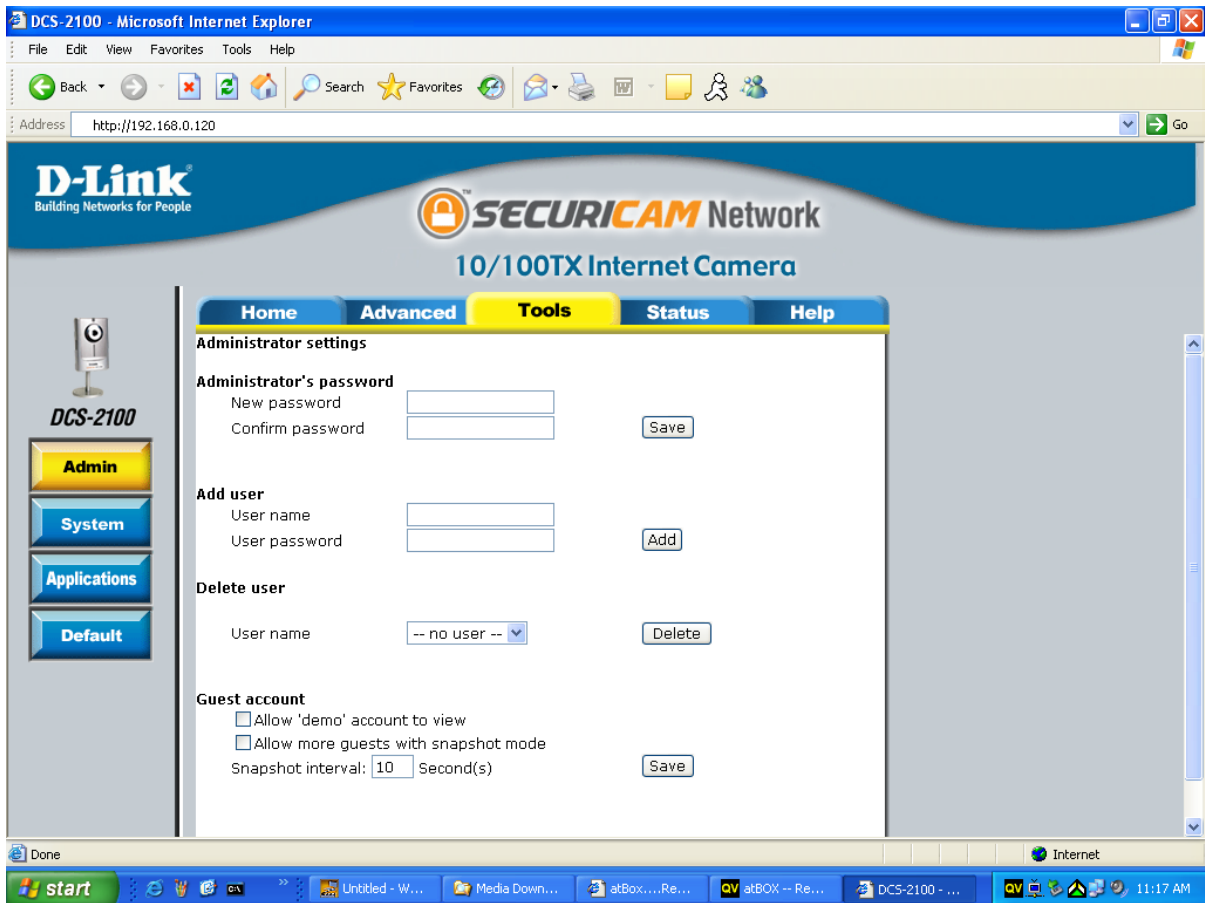 DCS-2100 - Microsoft Internet Explorer
File Edit View Favorites Tools Help
Back Search Favorites
Address http://192.168.0.120 Go
D-Link®
Building Networks for People
SECURICAM™ Network
10/100TX Internet Camera
Home Advanced Tools Status Help
DCS-2100
Admin
System
Applications
Default
Administrator settings
Administrator's password
New password
Confirm password Save
Add user
User name
User password Add
Delete user
User name -- no user -- Delete
Guest account
Allow 'demo' account to view
Allow more guests with snapshot mode
Snapshot interval: 10 Second(s) Save
Done Internet
start Untitled - W... Media Down... atBox....Re... QV atBOX -- Re... DCS-2100 - ... QV 11:17 AM